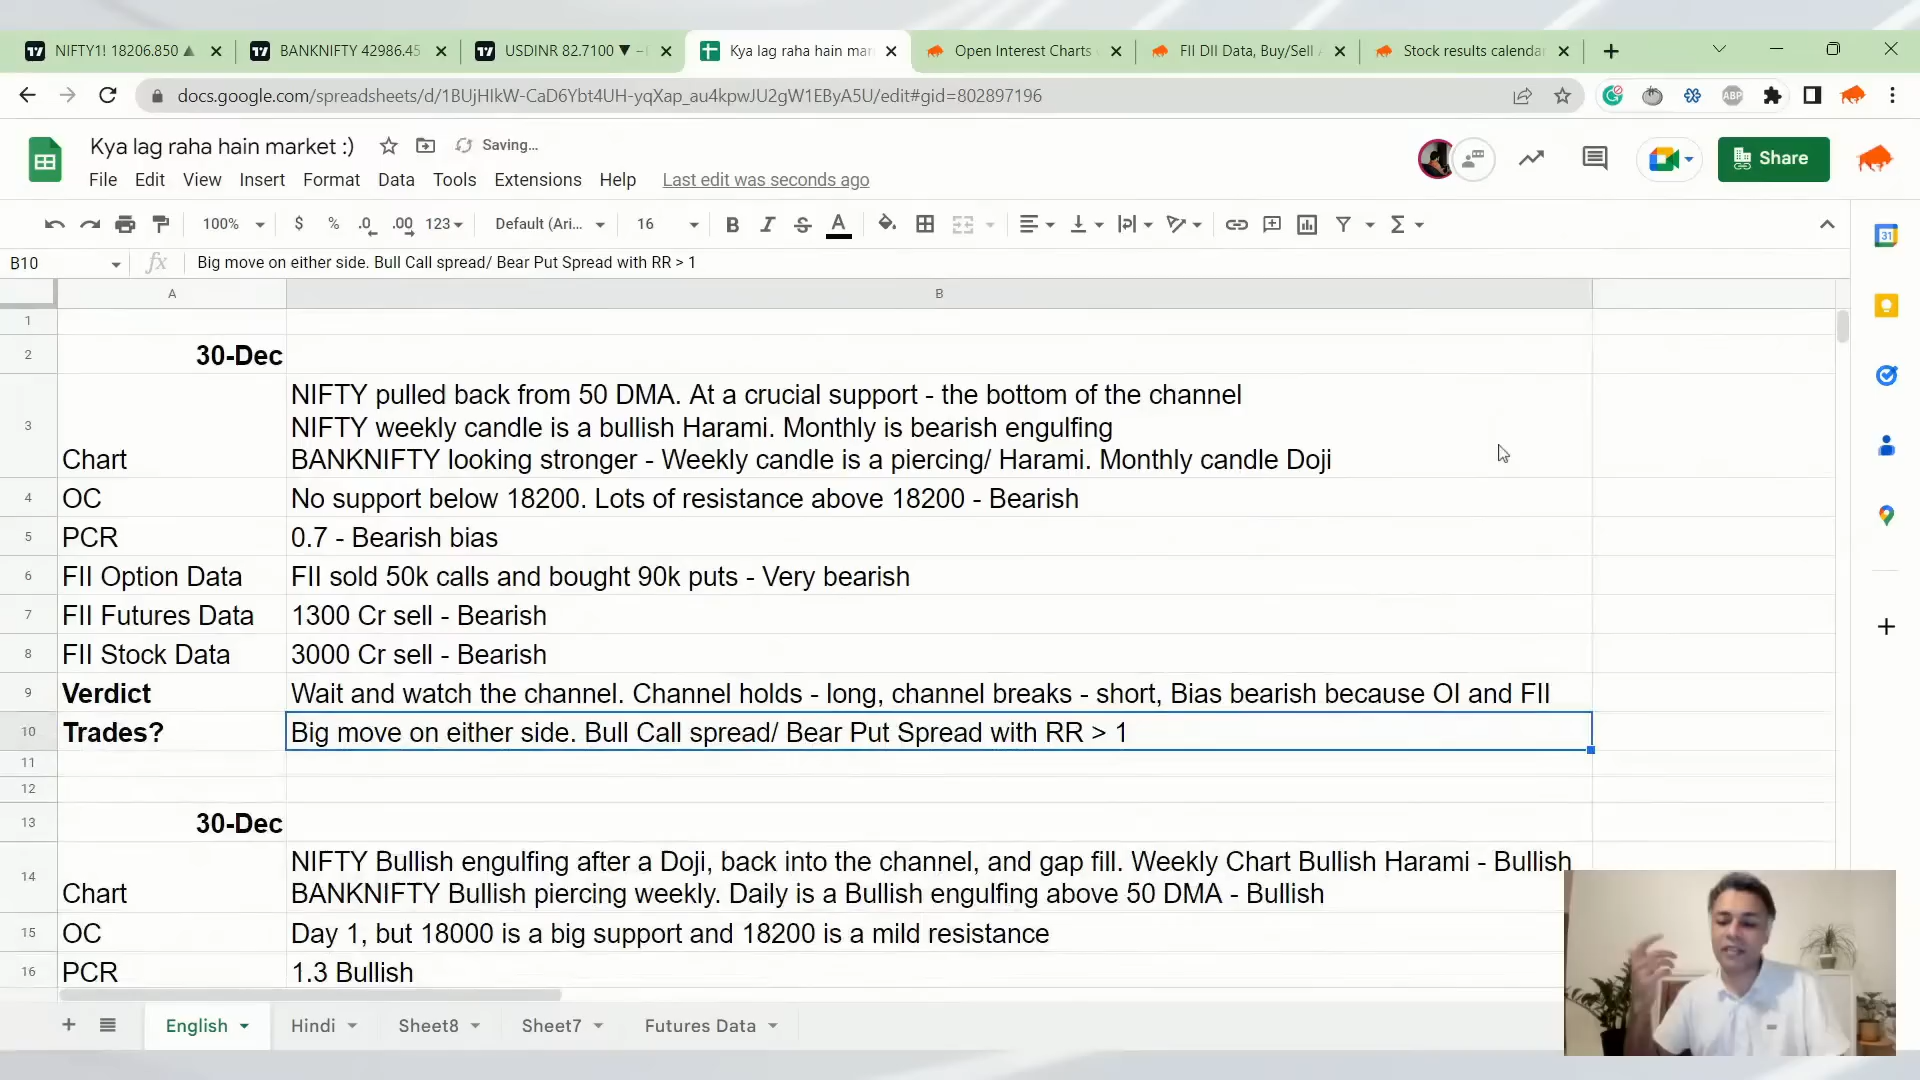 NIFTY1! 18206.850 ▲
BANKNIFTY 42986.45
USDINR 82.7100 ▼ –
Kya lag raha hain mar
Open Interest Charts
FII DII Data, Buy/Sell
Stock results calenda
docs.google.com/spreadsheets/d/1BUjHIkW-CaD6Ybt4UH-yqXap_au4kpwJU2gW1EByA5U/edit#gid=802897196
ABP
Kya lag raha hain market :)
Saving...
Share
File Edit View Insert Format Data Tools Extensions Help Last edit was seconds ago
100% $ % .0 .00 123 Default (Ari... 16 B I S A
B10 fx Big move on either side. Bull Call spread/ Bear Put Spread with RR > 1
31
A B
1
2 30-Dec
NIFTY pulled back from 50 DMA. At a crucial support - the bottom of the channel
NIFTY weekly candle is a bullish Harami. Monthly is bearish engulfing
3 Chart BANKNIFTY looking stronger - Weekly candle is a piercing/ Harami. Monthly candle Doji
4 OC No support below 18200. Lots of resistance above 18200 - Bearish
5 PCR 0.7 - Bearish bias
6 FII Option Data FII sold 50k calls and bought 90k puts - Very bearish
7 FII Futures Data 1300 Cr sell - Bearish
8 FII Stock Data 3000 Cr sell - Bearish
9 Verdict Wait and watch the channel. Channel holds - long, channel breaks - short, Bias bearish because OI and FII
10 Trades? Big move on either side. Bull Call spread/ Bear Put Spread with RR > 1
11
12
13 30-Dec
NIFTY Bullish engulfing after a Doji, back into the channel, and gap fill. Weekly Chart Bullish Harami - Bullish
14 Chart BANKNIFTY Bullish piercing weekly. Daily is a Bullish engulfing above 50 DMA - Bullish
15 OC Day 1, but 18000 is a big support and 18200 is a mild resistance
16 PCR 1.3 Bullish
English Hindi Sheet8 Sheet7 Futures Data